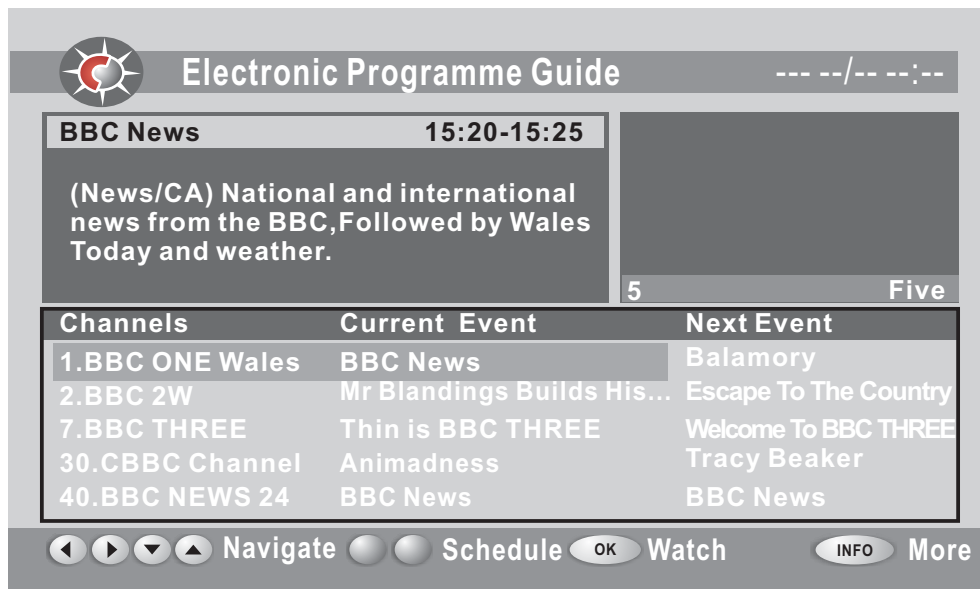 Electronic Programme Guide --- --/-- --:--
BBC News 15:20-15:25
(News/CA) National and international
news from the BBC,Followed by Wales
Today and weather.
5 Five
Channels Current Event Next Event
1.BBC ONE Wales BBC News Balamory
2.BBC 2W Mr Blandings Builds His... Escape To The Country
7.BBC THREE Thin is BBC THREE Welcome To BBC THREE
30.CBBC Channel Animadness Tracy Beaker
40.BBC NEWS 24 BBC News BBC News
Navigate Schedule OK Watch INFO More